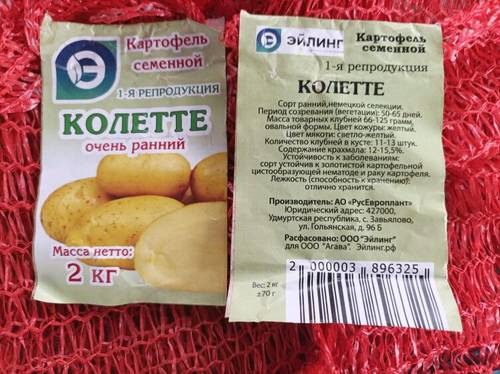 Картофель
семенной
1-Я РЕПРОДУКЦИЯ
КОЛЕТТЕ
очень ранний
Масса нетто:
2 кг
ЭЙЛИНГ
Картофель
семенной
1-я репродукция
КОЛЕТТЕ
Сорт ранний,немецкой селекции.
Период созревания (вегетации): 50-65 дней.
Масса товарных клубней 66-125 грамм,
овальной формы. Цвет кожуры: желтый.
Цвет мякоти: светло-желтый.
Количество клубней в кусте: 11-13 штук.
Содержание крахмала: 12-15,5%.
Устойчивость к заболеваниям:
сорт устойчив к золотистой картофельной
цистообразующей нематоде и раку картофеля.
Лежкость (способность к хранению):
отлично хранится.
Производитель: АО «РусЕвроплант»
Юридический адрес: 427000,
Удмуртская республика, с. Завьялово,
ул. Гольянская, д. 96 Б
Расфасовано: ООО "Эйлинг"
для ООО "Агава". Эйлинг.рф
Вес: 2 кг
±70 г
2 000003 896325